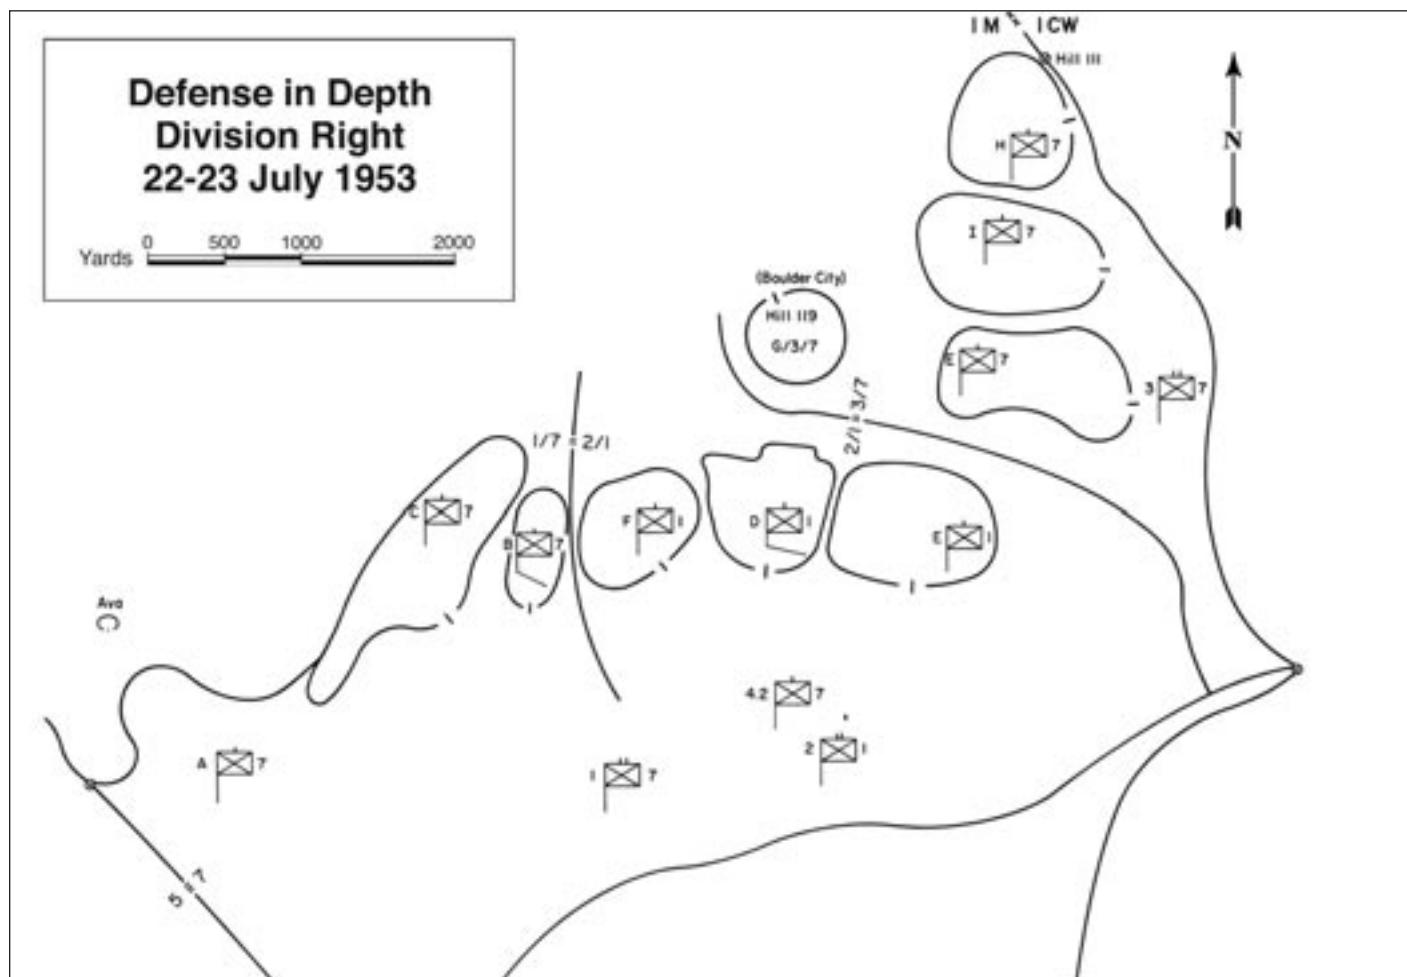 Defense in Depth
Division Right
22-23 July 1953
Yards 0 500 1000 2000
1 M 1 CW
Hill 111
N
H 7
I 7
(Boulder City)
Hill 119
G/3/7
E 7
3 7
2/1 = 3/7
1/7 = 2/1
C 7
B 7
F 1
D 1
E 1
Ava
C
4.2 7
2 1
A 7
1 7
5 = 7